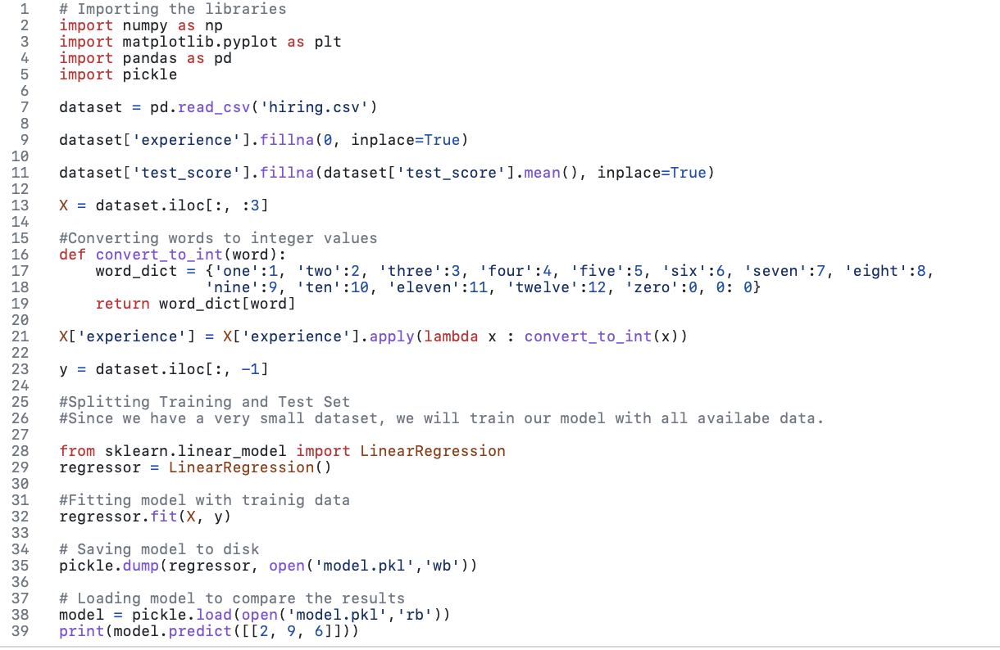 1 # Importing the libraries
2 import numpy as np
3 import matplotlib.pyplot as plt
4 import pandas as pd
5 import pickle
6
7 dataset = pd.read_csv('hiring.csv')
8
9 dataset['experience'].fillna(0, inplace=True)
10
11 dataset['test_score'].fillna(dataset['test_score'].mean(), inplace=True)
12
13 X = dataset.iloc[:, :3]
14
15 #Converting words to integer values
16 def convert_to_int(word):
17     word_dict = {'one':1, 'two':2, 'three':3, 'four':4, 'five':5, 'six':6, 'seven':7, 'eight':8,
18                 'nine':9, 'ten':10, 'eleven':11, 'twelve':12, 'zero':0, 0: 0}
19     return word_dict[word]
20
21 X['experience'] = X['experience'].apply(lambda x : convert_to_int(x))
22
23 y = dataset.iloc[:, -1]
24
25 #Splitting Training and Test Set
26 #Since we have a very small dataset, we will train our model with all availabe data.
27
28 from sklearn.linear_model import LinearRegression
29 regressor = LinearRegression()
30
31 #Fitting model with trainig data
32 regressor.fit(X, y)
33
34 # Saving model to disk
35 pickle.dump(regressor, open('model.pkl','wb'))
36
37 # Loading model to compare the results
38 model = pickle.load(open('model.pkl','rb'))
39 print(model.predict([[2, 9, 6]]))